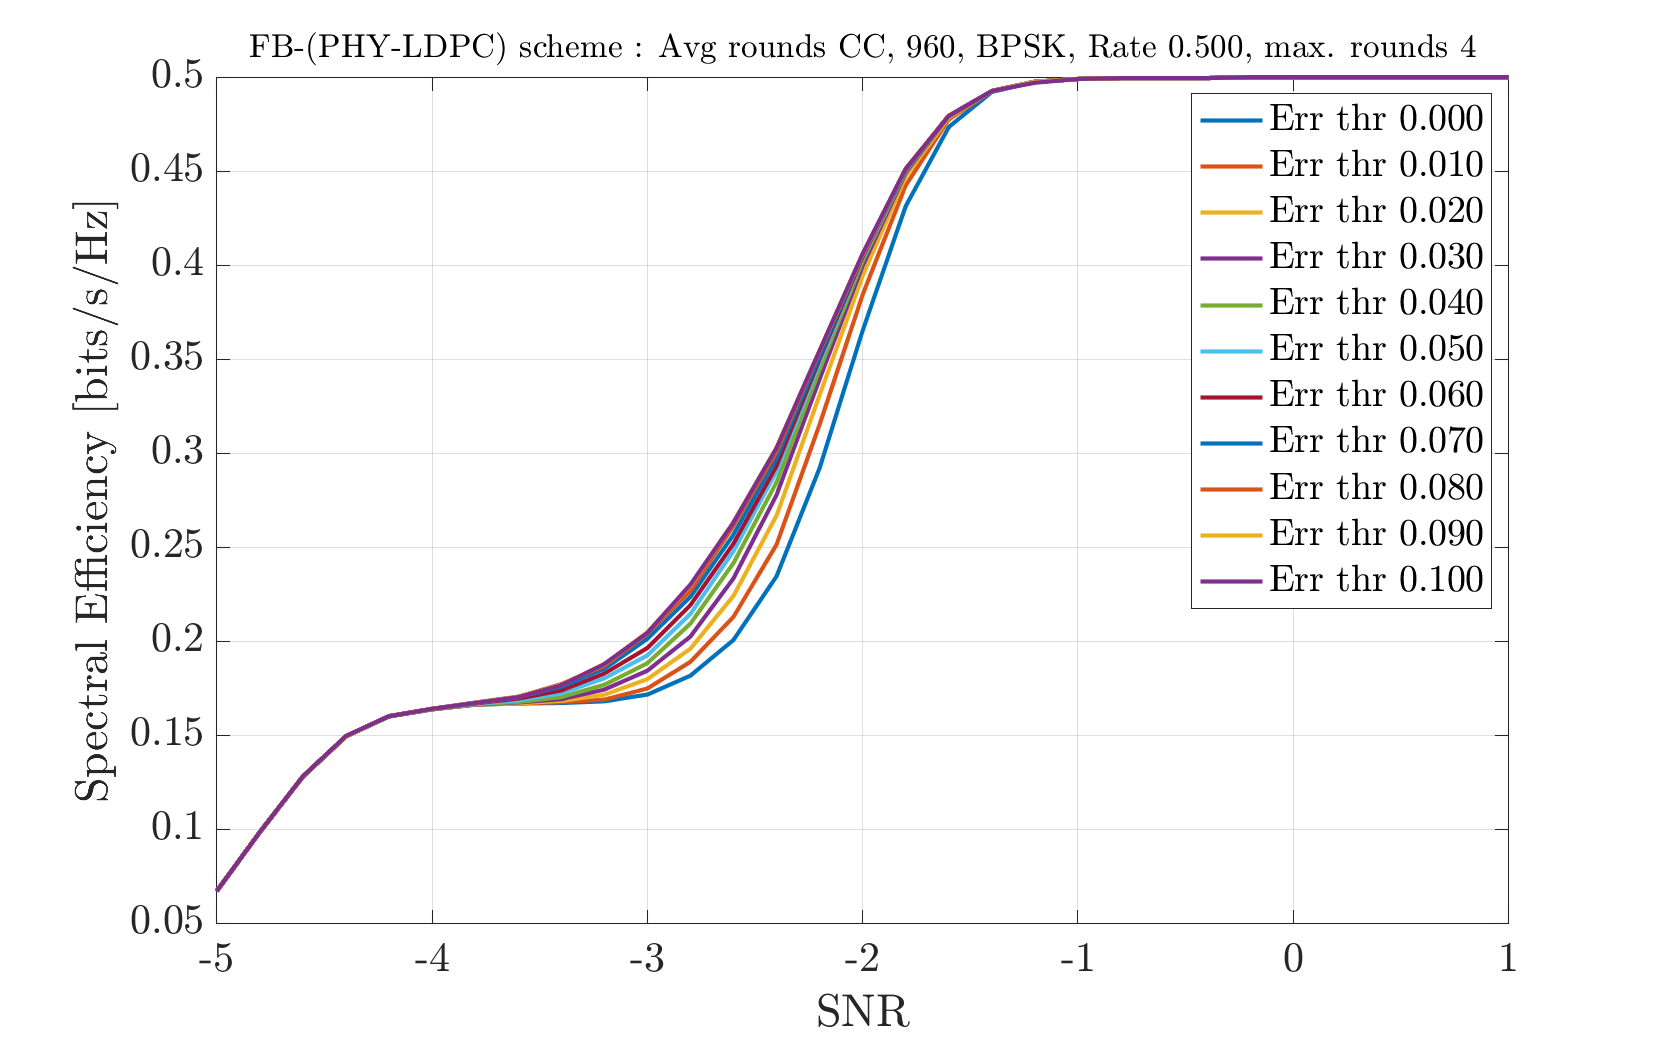 FB-(PHY-LDPC) scheme : Avg rounds CC, 960, BPSK, Rate 0.500, max. rounds 4
0.5
0.45
0.4
0.35
0.3
0.25
0.2
0.15
0.1
0.05
Spectral Efficiency [bits/s/Hz]
Err thr 0.000
Err thr 0.010
Err thr 0.020
Err thr 0.030
Err thr 0.040
Err thr 0.050
Err thr 0.060
Err thr 0.070
Err thr 0.080
Err thr 0.090
Err thr 0.100
-5 -4 -3 -2 -1 0 1
SNR